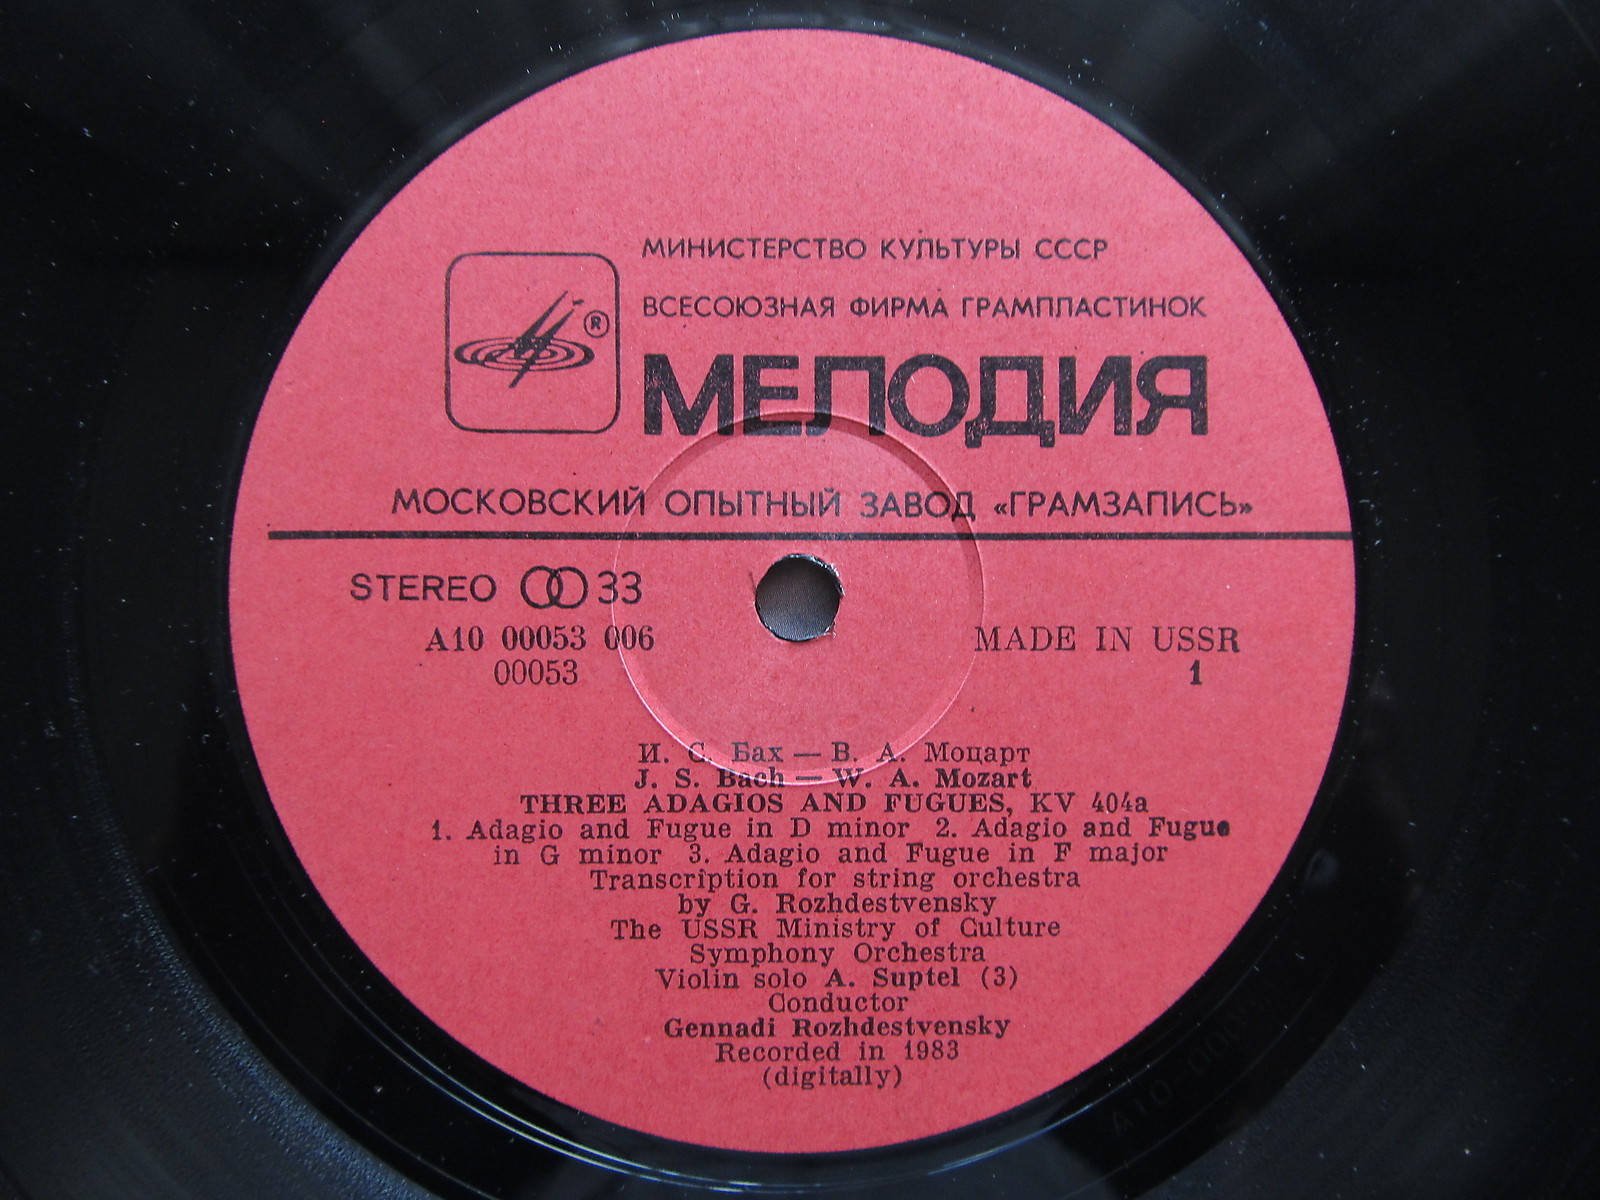 МИНИСТЕРСТВО КУЛЬТУРЫ СССР
ВСЕСОЮЗНАЯ ФИРМА ГРАМПЛАСТИНОК
®
МЕЛОДИЯ
МОСКОВСКИЙ ОПЫТНЫЙ ЗАВОД «ГРАМЗАПИСЬ»
STEREO 33
A10 00053 006
00053
MADE IN USSR
1
И. С. Бах — В. А. Моцарт
J. S. Bach — W. A. Mozart
THREE ADAGIOS AND FUGUES, KV 404a
1. Adagio and Fugue in D minor 2. Adagio and Fugue
in G minor 3. Adagio and Fugue in F major
Transcription for string orchestra
by G. Rozhdestvensky
The USSR Ministry of Culture
Symphony Orchestra
Violin solo A. Suptel (3)
Conductor
Gennadi Rozhdestvensky
Recorded in 1983
(digitally)